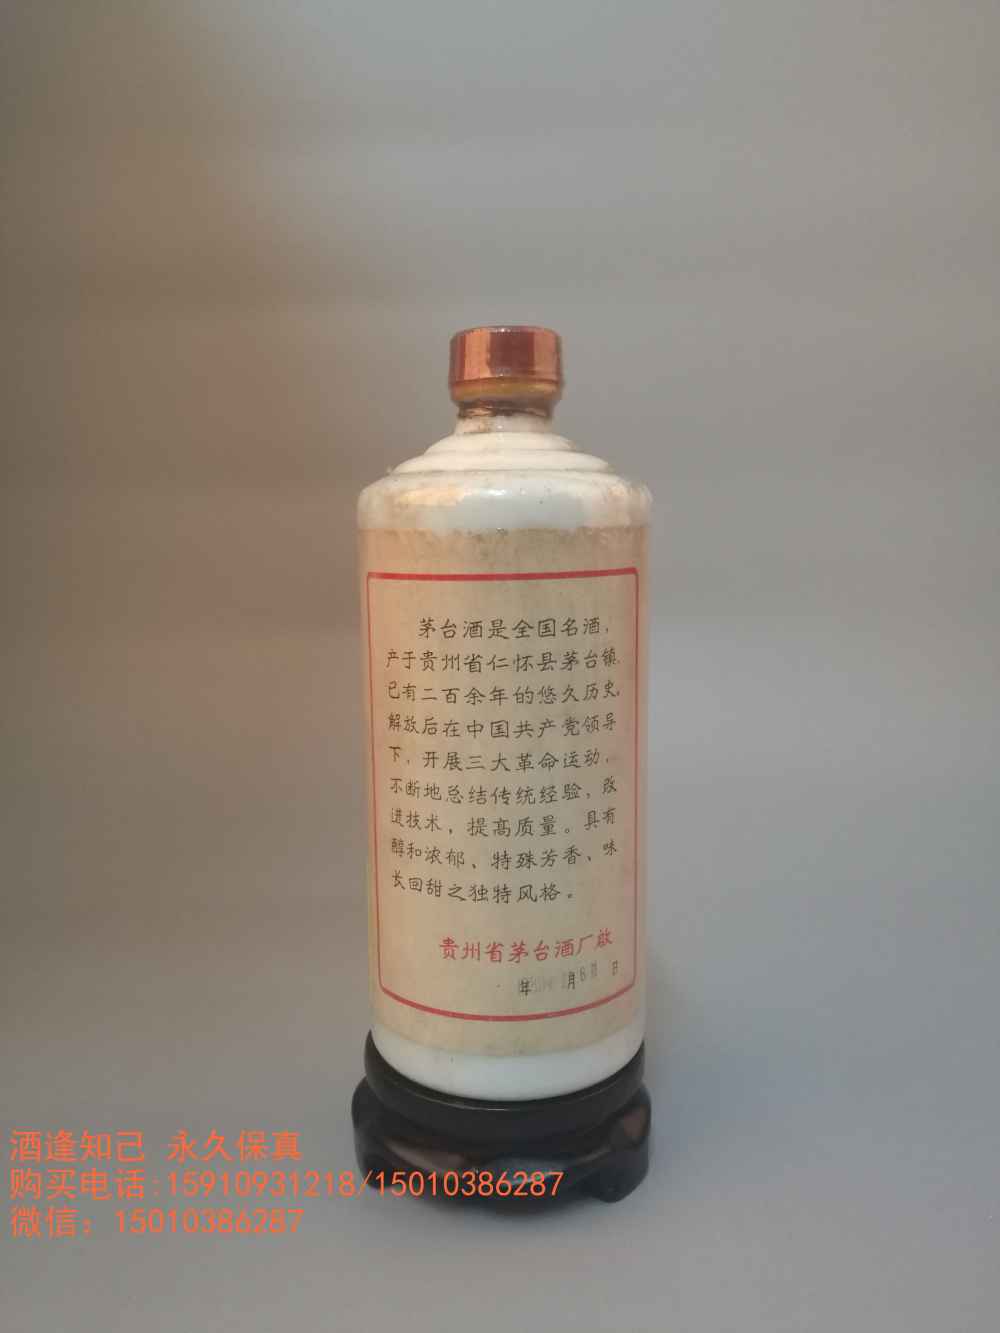 茅台酒是全国名酒，
产于贵州省仁怀县茅台镇，
已有二百余年的悠久历史。
解放后在中国共产党领导
下，开展三大革命运动，
不断地总结传统经验，改
进技术，提高质量。具有
醇和浓郁、特殊芳香、味
长回甜之独特风格。
贵州省茅台酒厂啟
年 月6 日
酒逢知己 永久保真
购买电话:15910931218/15010386287
微信：15010386287